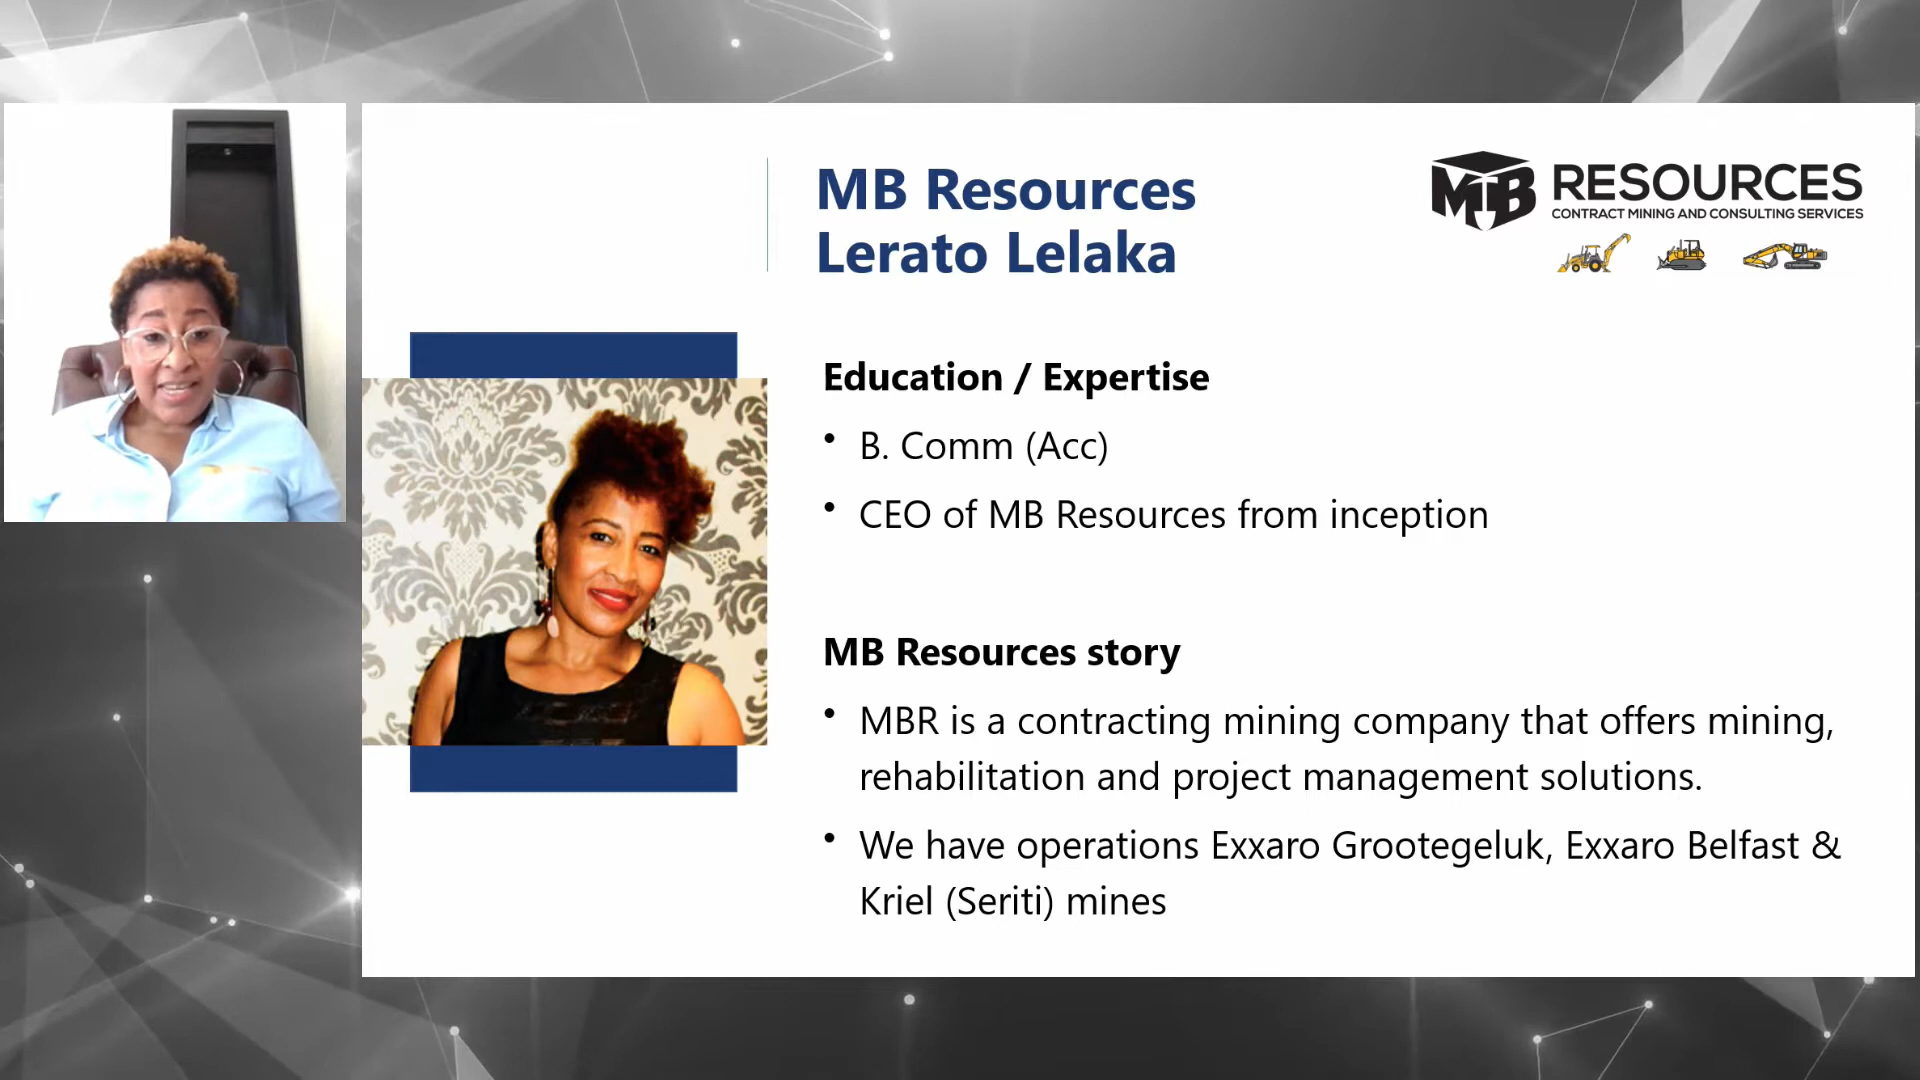 MB Resources
Lerato Lelaka
MB RESOURCES
CONTRACT MINING AND CONSULTING SERVICES
Education / Expertise
• B. Comm (Acc)
• CEO of MB Resources from inception
MB Resources story
• MBR is a contracting mining company that offers mining,
rehabilitation and project management solutions.
• We have operations Exxaro Grootegeluk, Exxaro Belfast &
Kriel (Seriti) mines